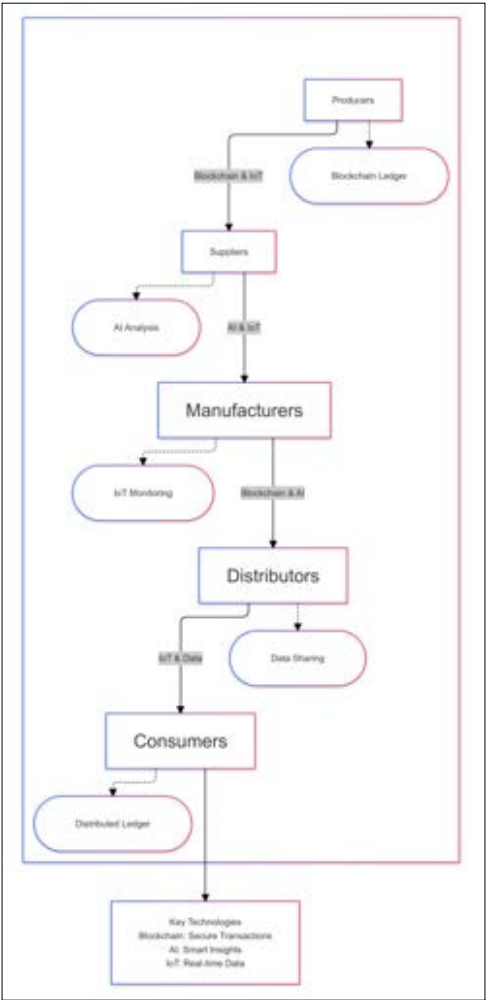 Producers
Blockchain Ledger
Blockchain & IoT
Suppliers
AI Analysis
AI & IoT
Manufacturers
IoT Monitoring
Blockchain & AI
Distributors
IoT & Data
Data Sharing
Consumers
Distributed Ledger
Key Technologies
Blockchain: Secure Transactions
AI: Smart Insights
IoT: Real-time Data